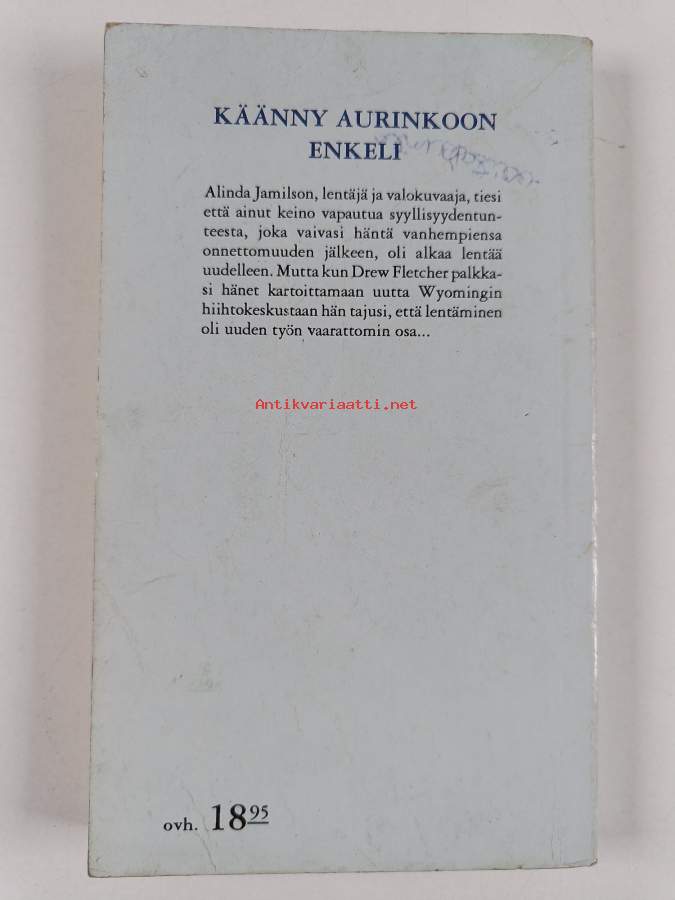 KÄÄNNY AURINKOON
ENKELI
Alinda Jamilson, lentäjä ja valokuvaaja, tiesi
että ainut keino vapautua syyllisyydentun-
teesta, joka vaivasi häntä vanhempiensa
onnettomuuden jälkeen, oli alkaa lentää
uudelleen. Mutta kun Drew Fletcher palkka-
si hänet kartoittamaan uutta Wyomingin
hiihtokeskustaan hän tajusi, että lentäminen
oli uuden työn vaarattomin osa...
Antikvariaatti.net
ovh. 18 95